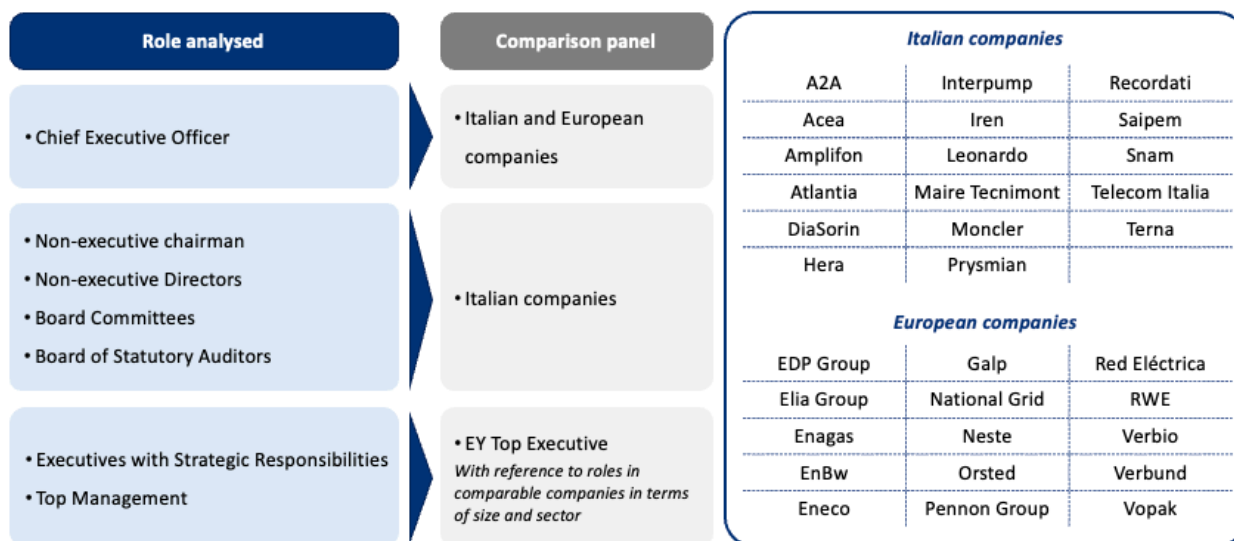 Role analysed
Comparison panel
• Chief Executive Officer
• Italian and European
companies
• Non-executive chairman
• Non-executive Directors
• Board Committees
• Board of Statutory Auditors
• Italian companies
• Executives with Strategic Responsibilities
• Top Management
• EY Top Executive
With reference to roles in
comparable companies in terms
of size and sector
Italian companies
A2A Interpump Recordati
Acea Iren Saipem
Amplifon Leonardo Snam
Atlantia Maire Tecnimont Telecom Italia
DiaSorin Moncler Terna
Hera Prysmian
European companies
EDP Group Galp Red Eléctrica
Elia Group National Grid RWE
Enagas Neste Verbio
EnBw Orsted Verbund
Eneco Pennon Group Vopak